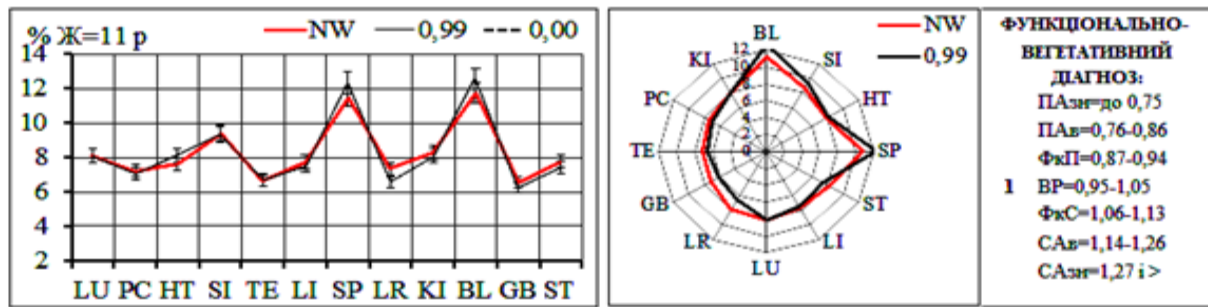 % Ж=11 р
NW
0,99
0,00
14
12
10
8
6
4
2
LU PC HT SI TE LI SP LR KI BL GB ST
NW
0,99
BL
SI
HT
SP
ST
LI
LU
LR
GB
TE
PC
KI
12
10
8
6
4
2
0
ФУНКЦІОНАЛЬНО-
ВЕГЕТАТИВНИЙ
ДІАГНОЗ:
ПАзн=до 0,75
ПАв=0,76-0,86
ФкП=0,87-0,94
1 ВР=0,95-1,05
ФкС=1,06-1,13
САв=1,14-1,26
САзн=1,27 і >